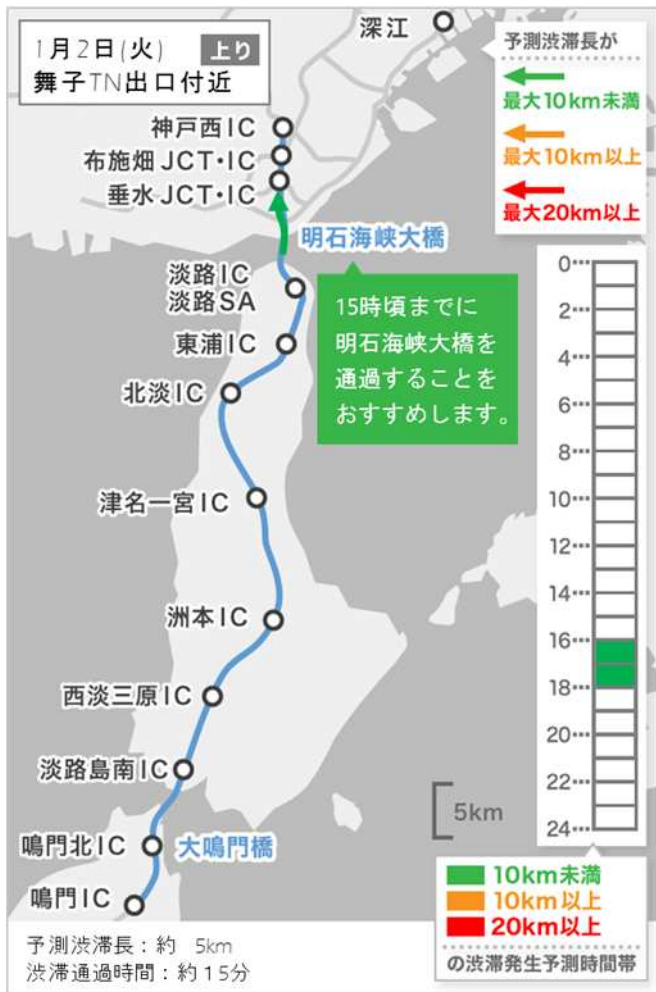 1月2日(火) 上り
舞子TN出口付近
深江
予測渋滞長が
最大10km未満
最大10km以上
最大20km以上
神戸西IC
布施畑JCT・IC
垂水JCT・IC
明石海峡大橋
淡路IC
淡路SA
15時頃までに
明石海峡大橋を
通過することを
おすすめします。
東浦IC
北淡IC
津名一宮IC
洲本IC
西淡三原IC
淡路島南IC
鳴門北IC
大鳴門橋
鳴門IC
5km
0…
2…
4…
6…
8…
10…
12…
14…
16…
18…
20…
22…
24…
10km未満
10km以上
20km以上
の渋滞発生予測時間帯
予測渋滞長：約 5km
渋滞通過時間：約15分